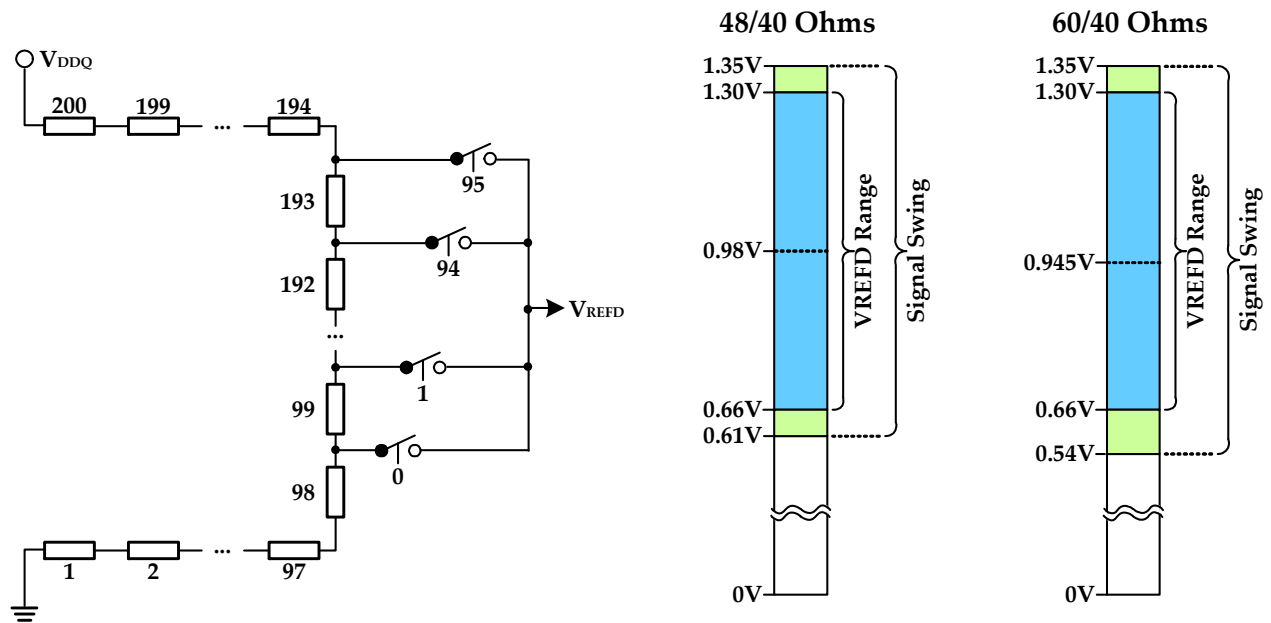 V_DDQ
200 199 ... 194
95
193
94
192
V_REFD
...
1
99
0
98
1 2 ... 97
48/40 Ohms
1.35V
1.30V
0.98V
0.66V
0.61V
0V
VREFD Range
Signal Swing
60/40 Ohms
1.35V
1.30V
0.945V
0.66V
0.54V
0V
VREFD Range
Signal Swing